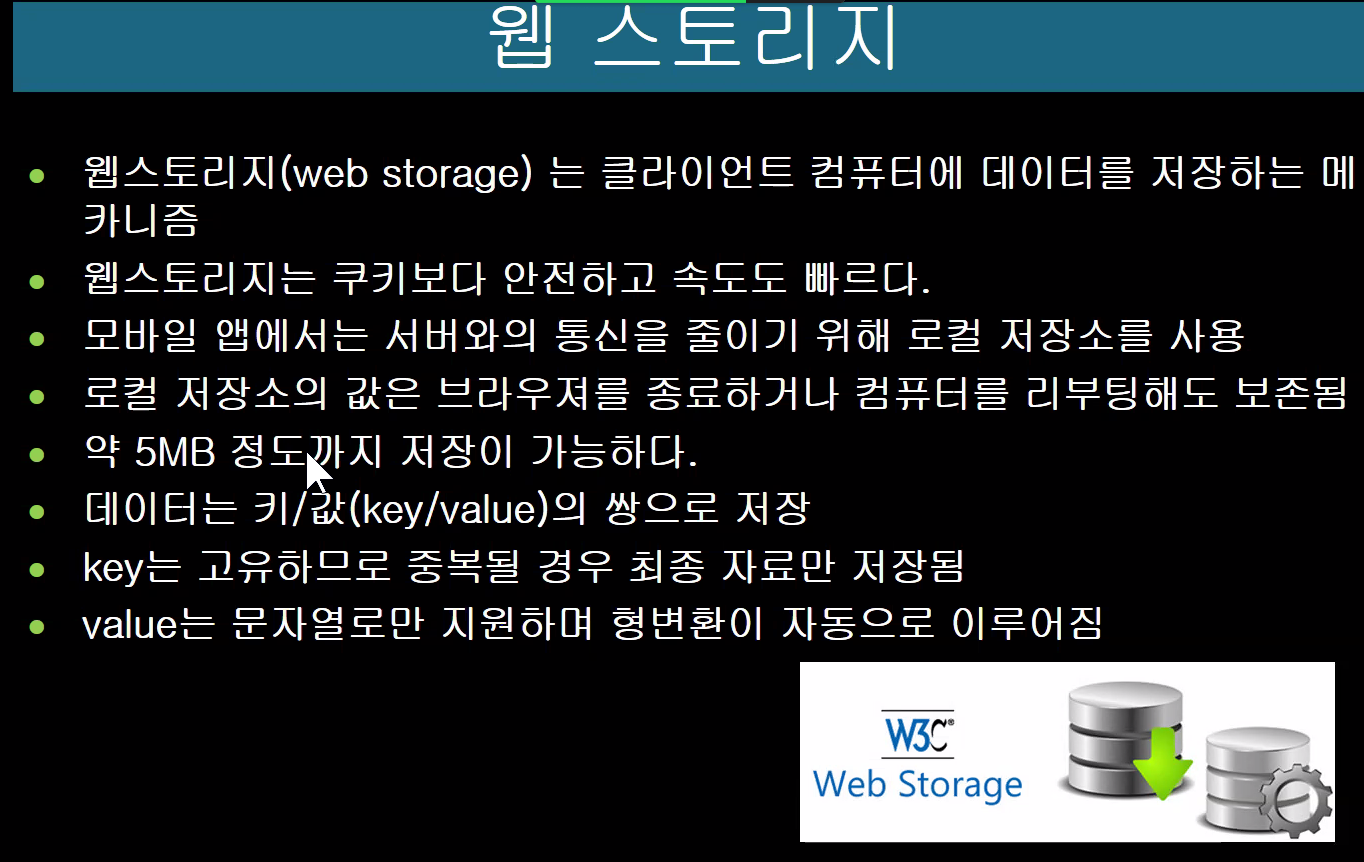 웹 스토리지
웹스토리지(web storage) 는 클라이언트 컴퓨터에 데이터를 저장하는 메
카니즘
웹스토리지는 쿠키보다 안전하고 속도도 빠르다.
모바일 앱에서는 서버와의 통신을 줄이기 위해 로컬 저장소를 사용
로컬 저장소의 값은 브라우져를 종료하거나 컴퓨터를 리부팅해도 보존됨
약 5MB 정도까지 저장이 가능하다.
데이터는 키/값(key/value)의 쌍으로 저장
key는 고유하므로 중복될 경우 최종 자료만 저장됨
value는 문자열로만 지원하며 형변환이 자동으로 이루어짐
W3C®
Web Storage